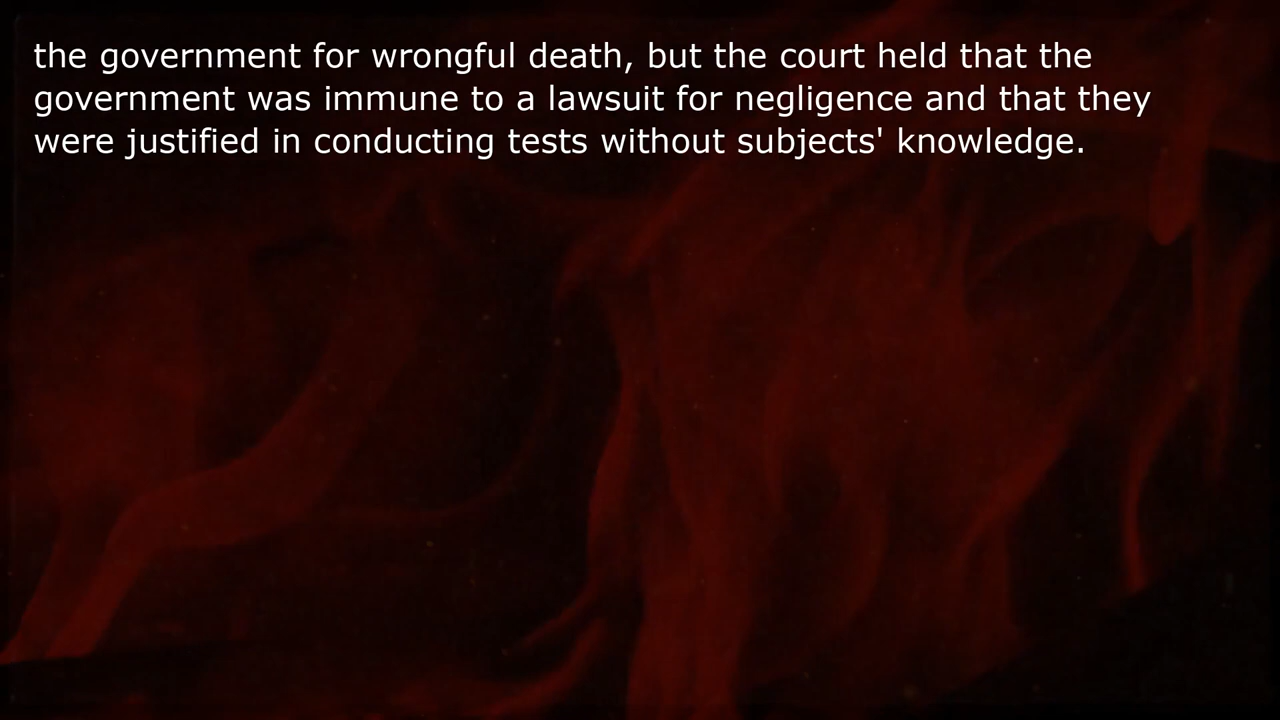 the government for wrongful death, but the court held that the
government was immune to a lawsuit for negligence and that they
were justified in conducting tests without subjects' knowledge.